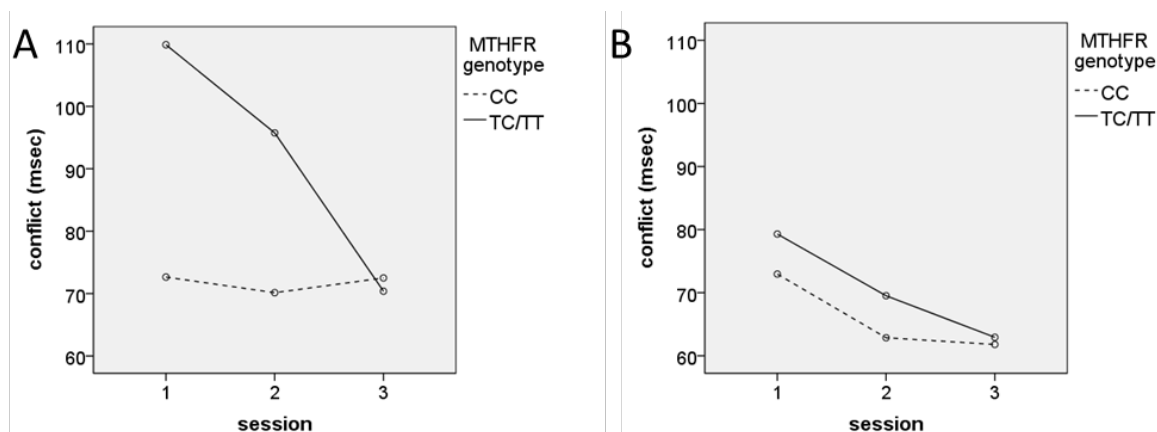 A
110
100
90
80
70
60
conflict (msec)
1 2 3
session
MTHFR
genotype
CC
TC/TT
B
110
100
90
80
70
60
conflict (msec)
1 2 3
session
MTHFR
genotype
CC
TC/TT